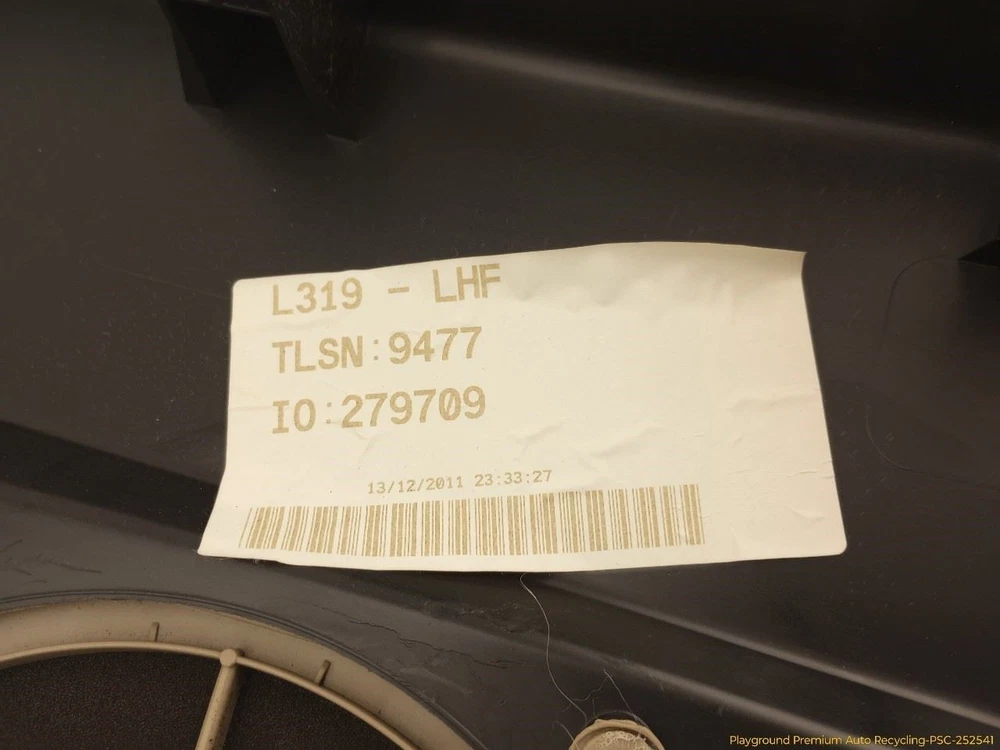 L319 - LHF
TLSN:9477
IO:279709
13/12/2011 23:33:27
Playground Premium Auto Recycling-PSC-252541